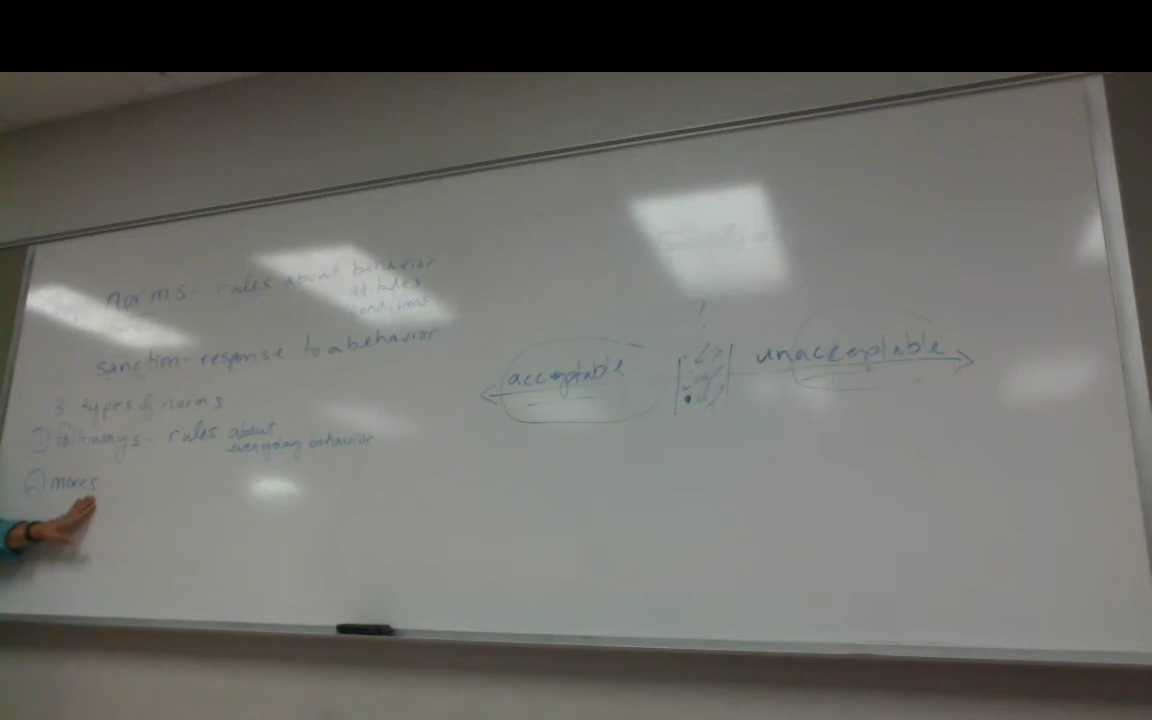 norms - rules about behavior
attitudes
conditions
sanction - response to a behavior
3 types of norms
folkways - rules about
everyday behavior
2 mores
acceptable
?
unacceptable